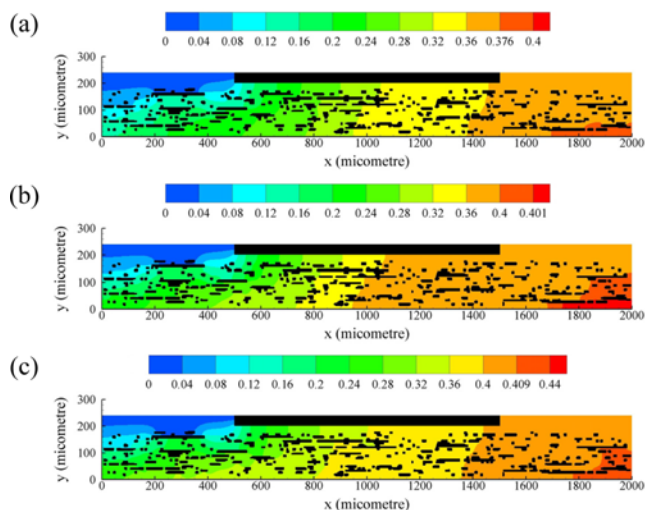 (a)
0 0.04 0.08 0.12 0.16 0.2 0.24 0.28 0.32 0.36 0.376 0.4
300
200
100
0
y (micometre)
0 200 400 600 800 1000 1200 1400 1600 1800 2000
x (micometre)
(b)
0 0.04 0.08 0.12 0.16 0.2 0.24 0.28 0.32 0.36 0.4 0.401
300
200
100
0
y (micometre)
0 200 400 600 800 1000 1200 1400 1600 1800 2000
x (micometre)
(c)
0 0.04 0.08 0.12 0.16 0.2 0.24 0.28 0.32 0.36 0.4 0.409 0.44
300
200
100
0
y (micometre)
0 200 400 600 800 1000 1200 1400 1600 1800 2000
x (micometre)